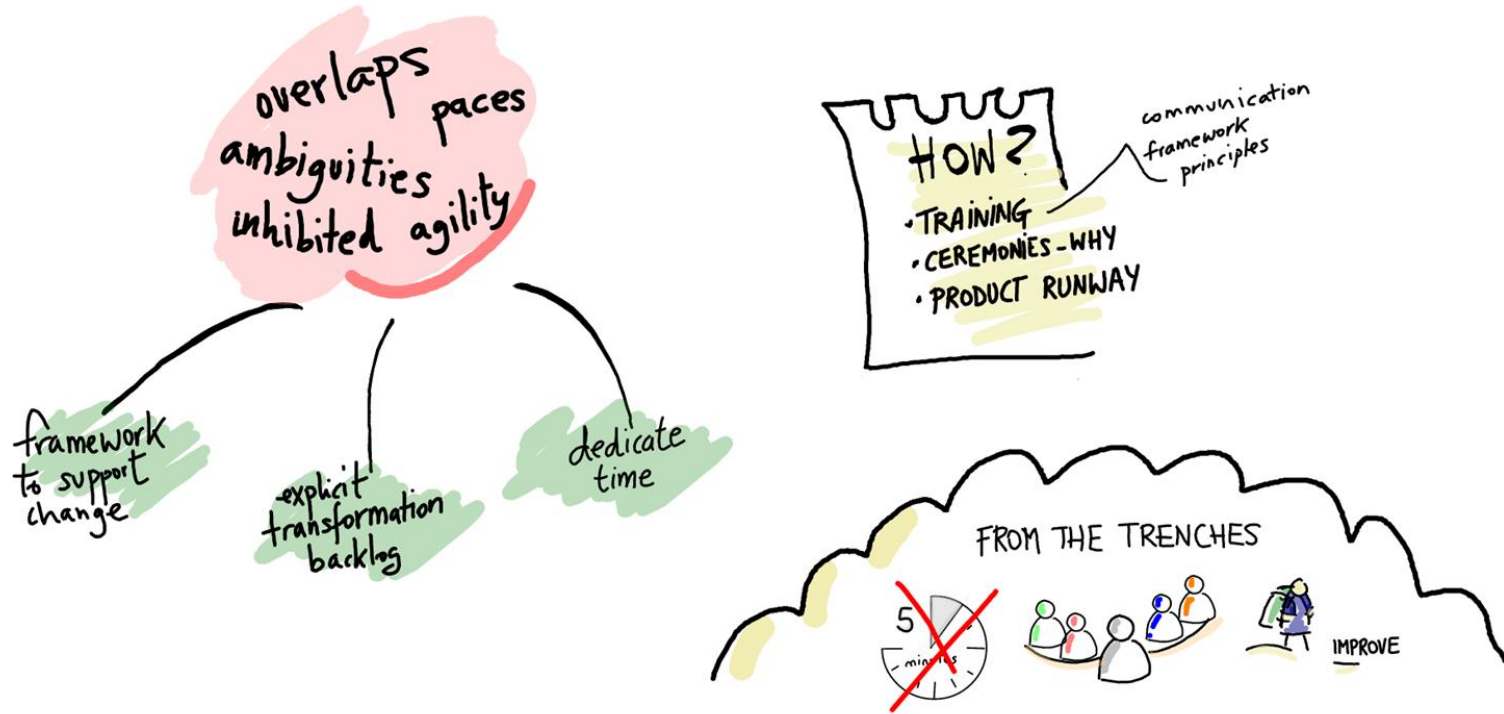 overlaps
paces
ambiguities
inhibited agility
framework
to support
change
explicit
transformation
backlog
dedicate
time
HOW?
• TRAINING
• CEREMONIES - WHY
• PRODUCT RUNWAY
communication
framework
principles
FROM THE TRENCHES
5
minutes
IMPROVE